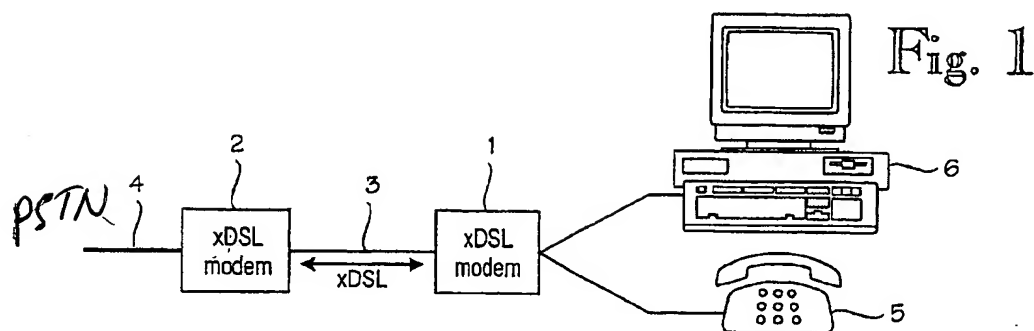 Fig. 1
6
2
1
PSTN
4
3
xDSL
modem
xDSL
xDSL
modem
5